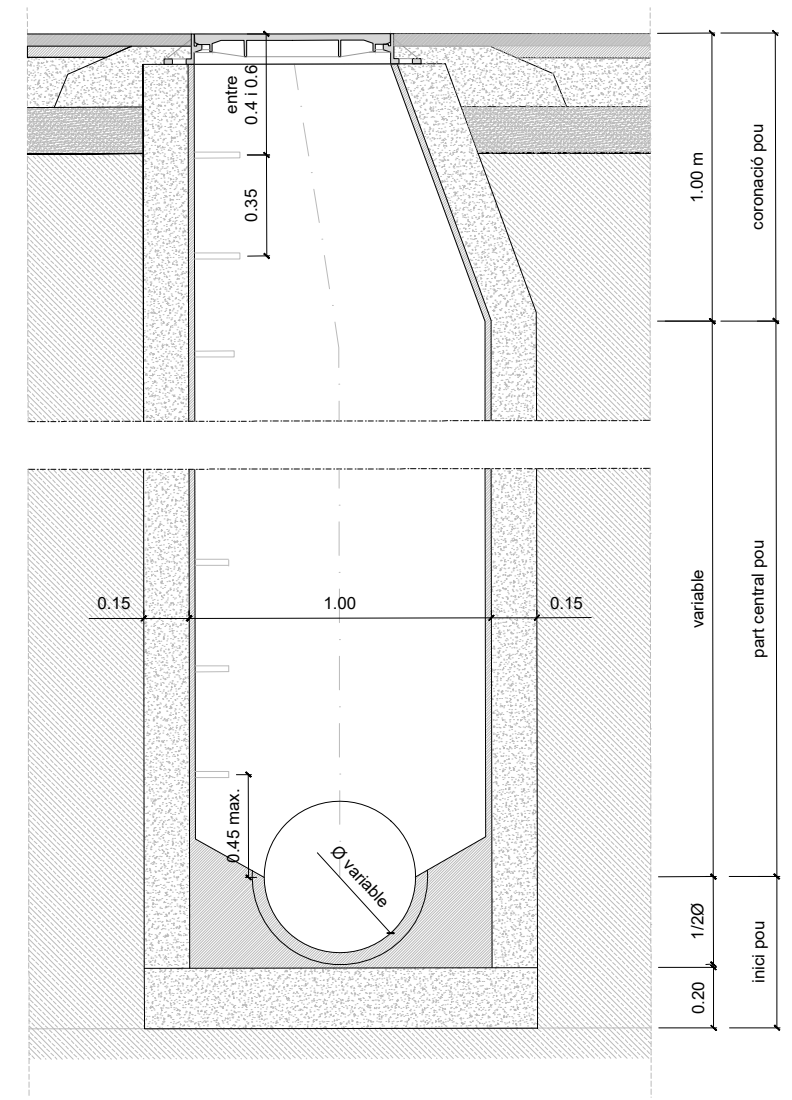 entre
0.4 i 0.6
0.35
1.00 m
coronació pou
0.15
1.00
0.15
variable
part central pou
0.45 max.
Ø variable
1/2Ø
inici pou
0.20